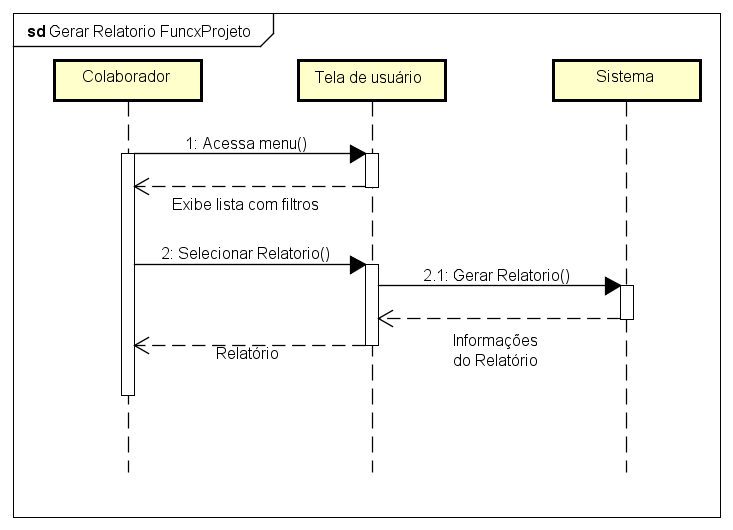 sd Gerar Relatorio FuncxProjeto
Colaborador
Tela de usuário
Sistema
1: Acessa menu()
Exibe lista com filtros
2: Selecionar Relatorio()
2.1: Gerar Relatorio()
Informações
do Relatório
Relatório